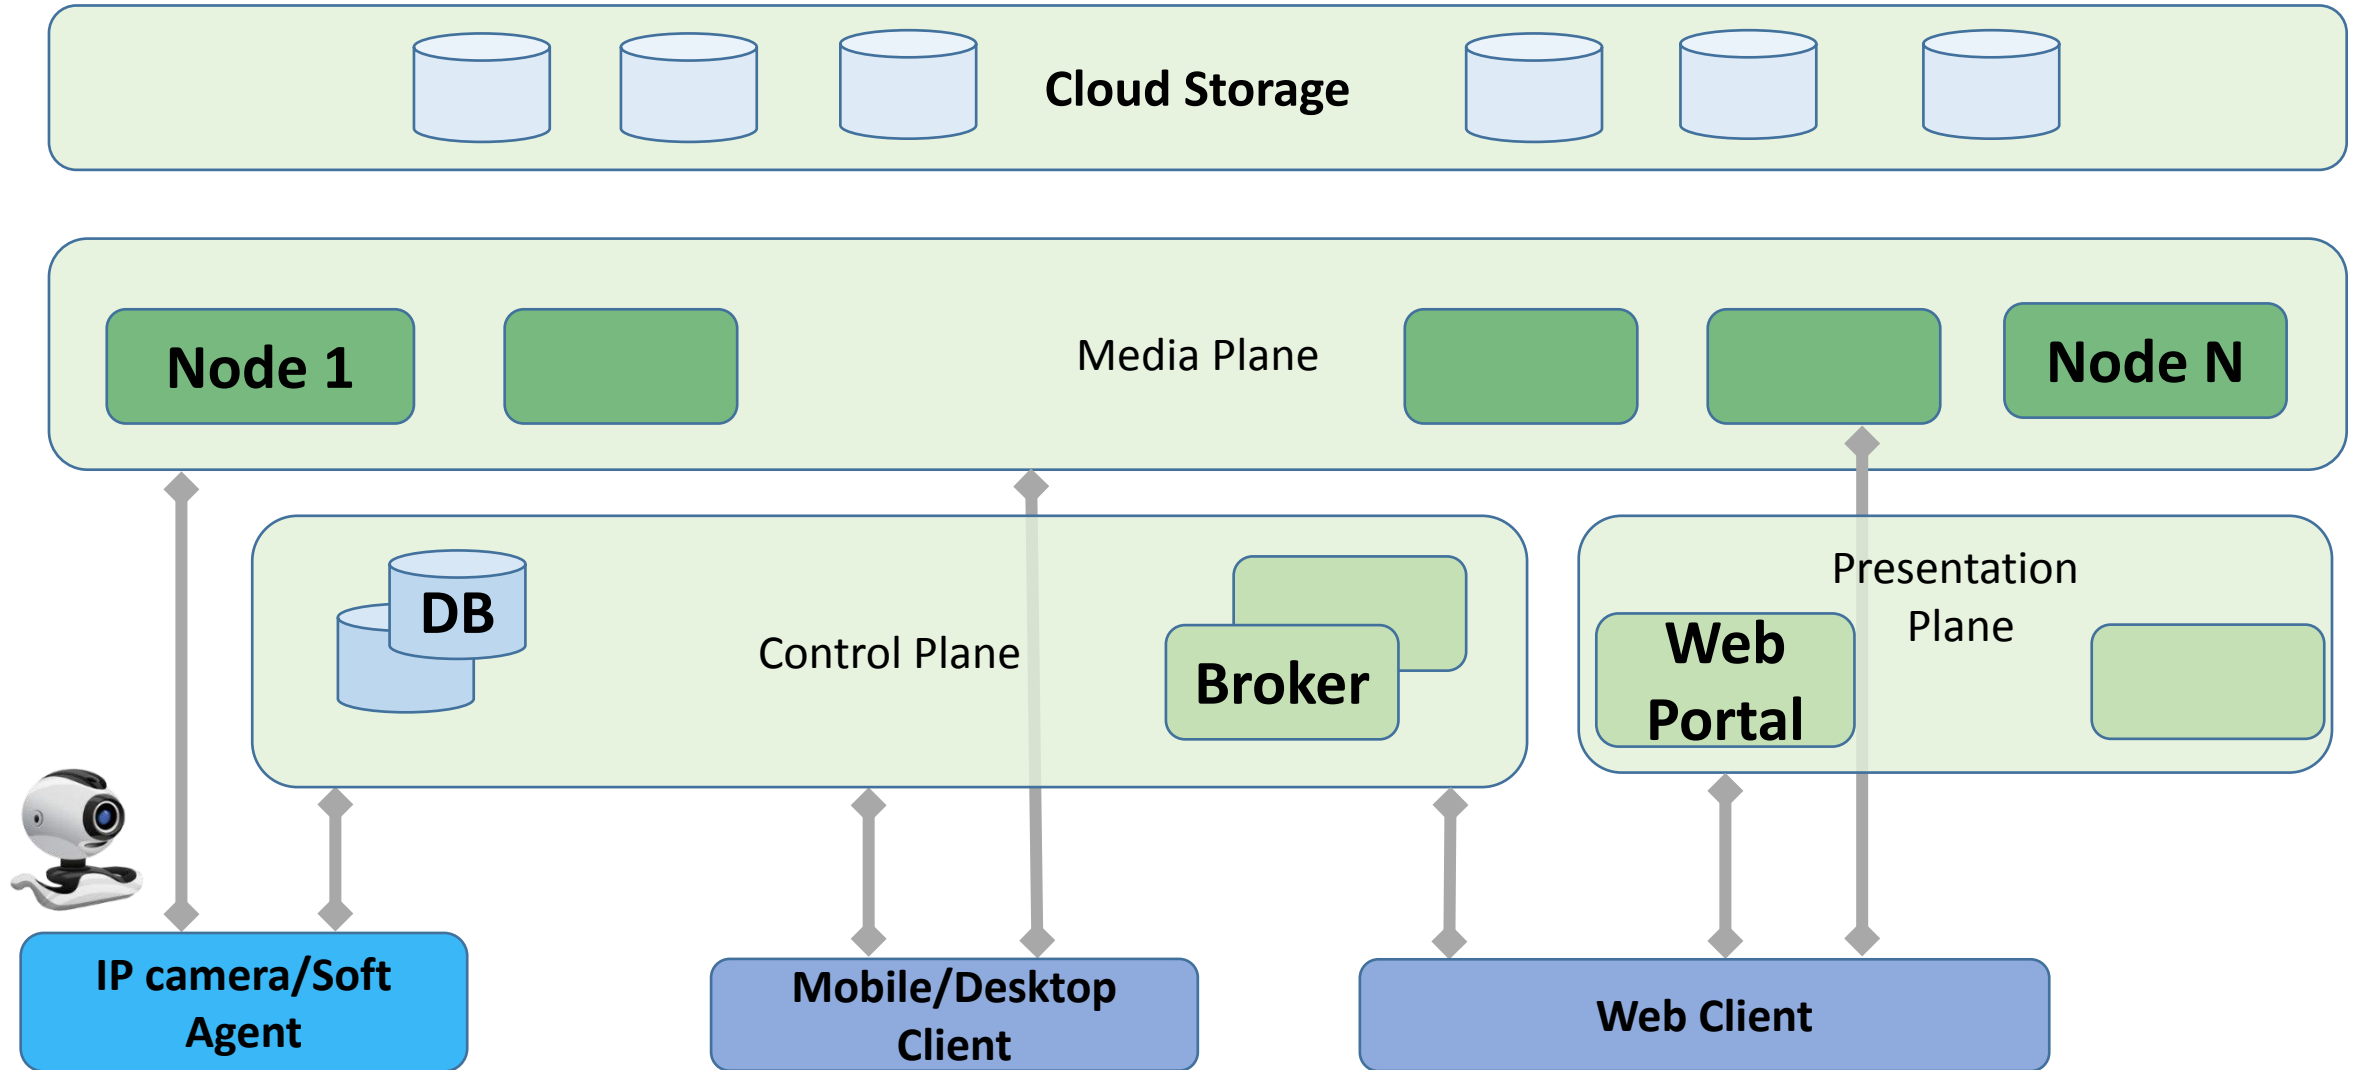 Cloud Storage
Node 1
Media Plane
Node N
DB
Control Plane
Broker
Presentation
Plane
Web
Portal
IP camera/Soft
Agent
Mobile/Desktop
Client
Web Client